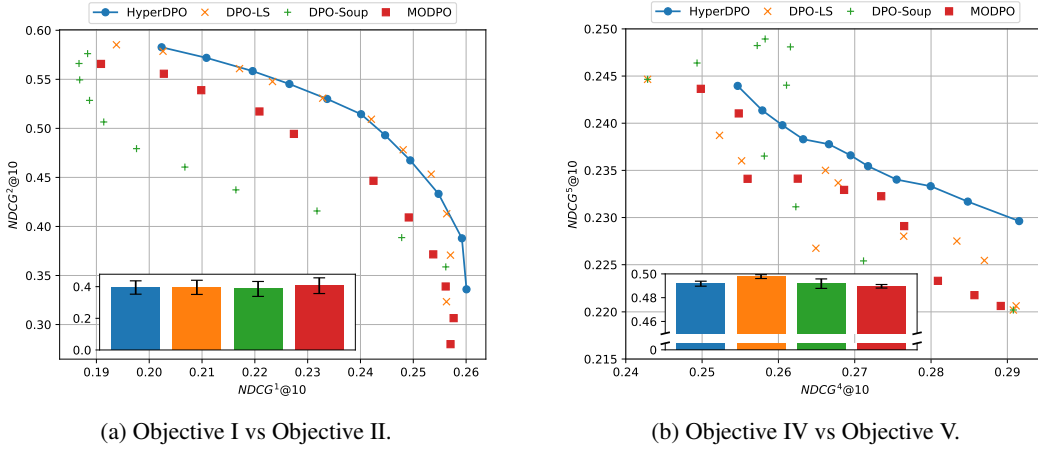 HyperDPO DPO-LS DPO-Soup MODPO
0.60
0.55
0.50
0.45
0.40
0.35
0.30
NDCG²@10
0.4
0.2
0.0
0.19 0.20 0.21 0.22 0.23 0.24 0.25 0.26
NDCG¹@10
(a) Objective I vs Objective II.
HyperDPO DPO-LS DPO-Soup MODPO
0.250
0.245
0.240
0.235
0.230
0.225
0.220
0.215
NDCG⁵@10
0.50
0.48
0.46
0
0.24 0.25 0.26 0.27 0.28 0.29
NDCG⁴@10
(b) Objective IV vs Objective V.